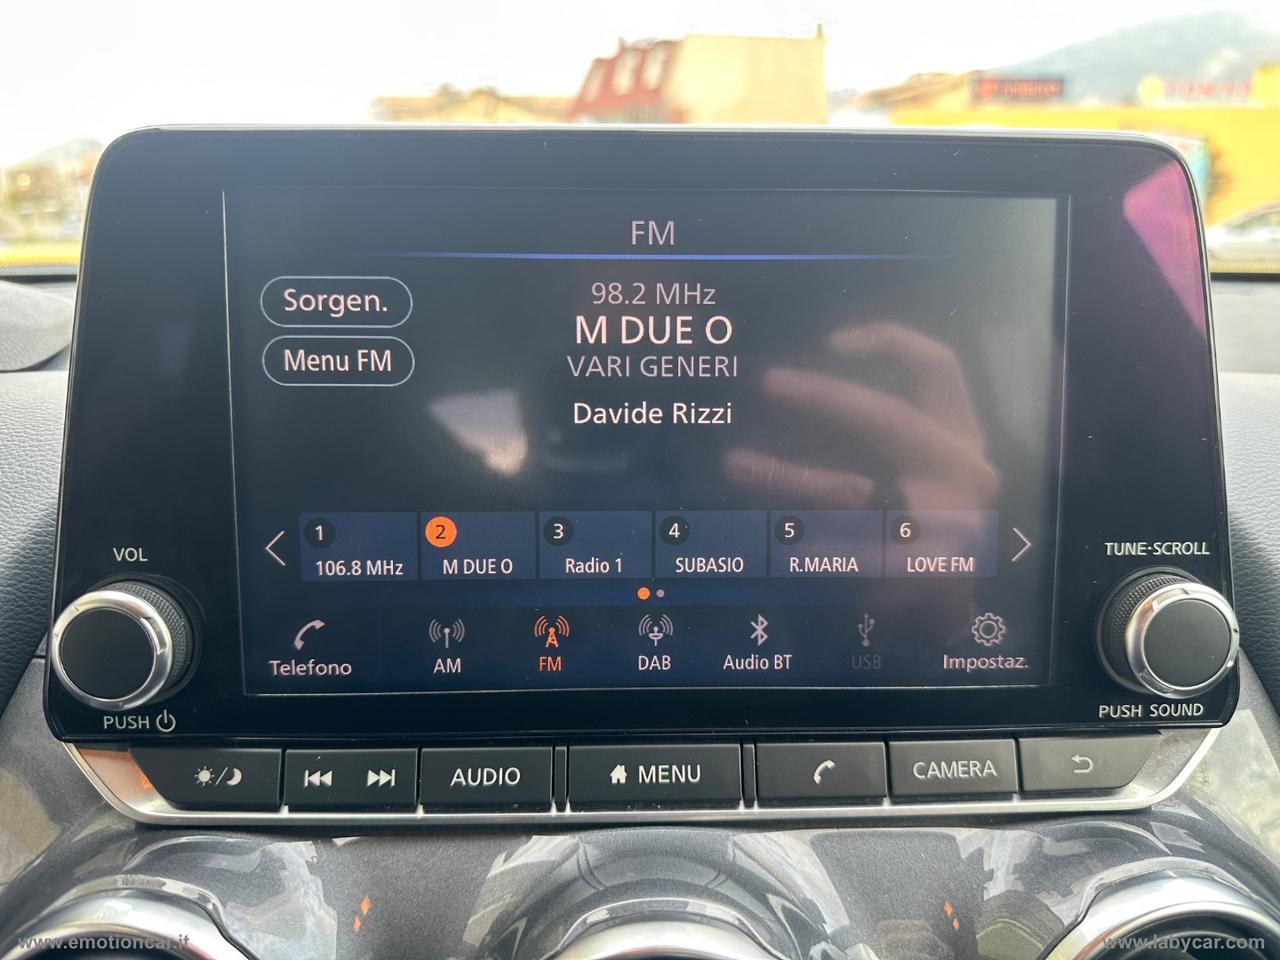 FM
Sorgen.
98.2 MHz
M DUE O
Menu FM
VARI GENERI
Davide Rizzi
1 2 3 4 5 6
106.8 MHz M DUE O Radio 1 SUBASIO R.MARIA LOVE FM
VOL
TUNE·SCROLL
Telefono AM FM DAB Audio BT USB Impostaz.
PUSH
PUSH SOUND
AUDIO MENU CAMERA
www.emotioncar.it
www.labycar.com